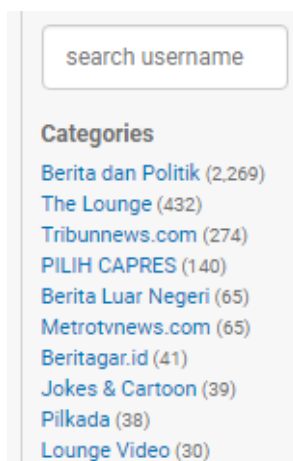 search username
Categories
Berita dan Politik (2,269)
The Lounge (432)
Tribunnews.com (274)
PILIH CAPRES (140)
Berita Luar Negeri (65)
Metrotvnews.com (65)
Beritagar.id (41)
Jokes & Cartoon (39)
Pilkada (38)
Lounge Video (30)